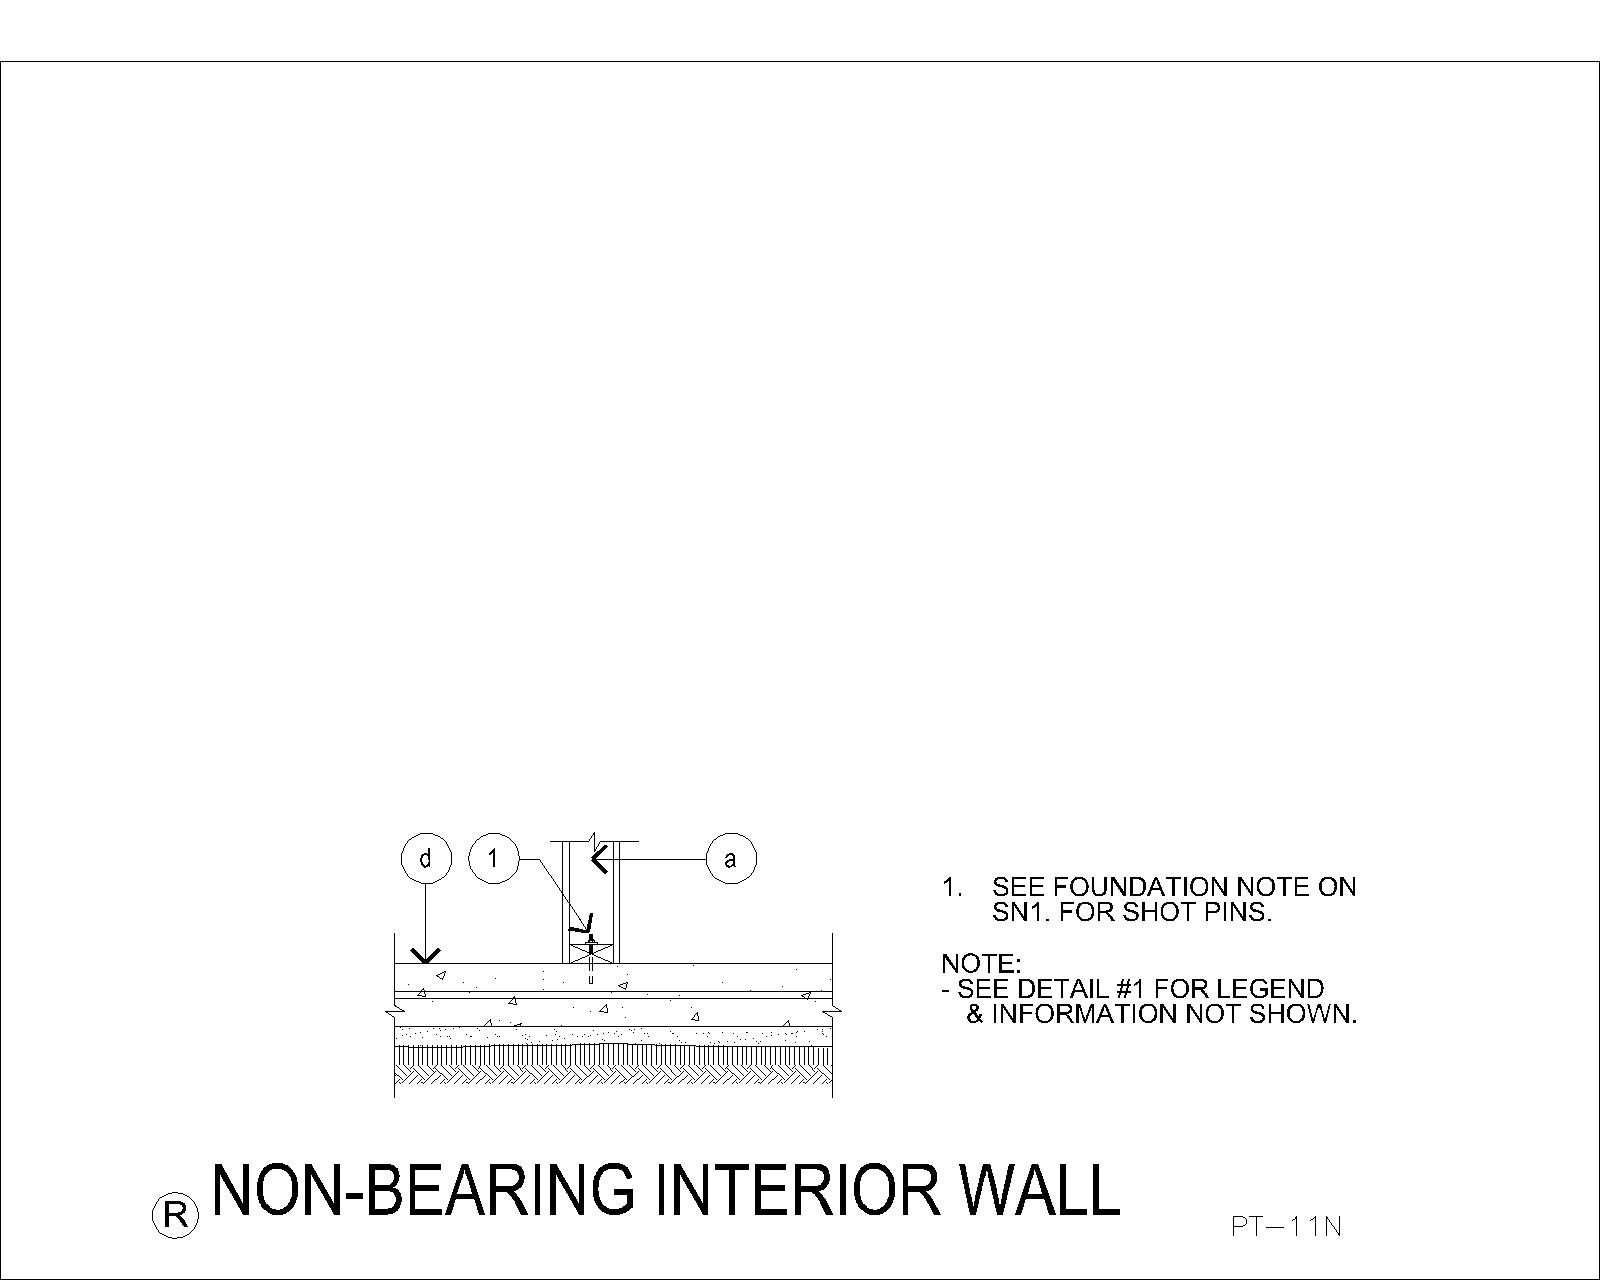 d 1 a
1. SEE FOUNDATION NOTE ON
SN1. FOR SHOT PINS.
NOTE:
- SEE DETAIL #1 FOR LEGEND
& INFORMATION NOT SHOWN.
R NON-BEARING INTERIOR WALL
PT-11N